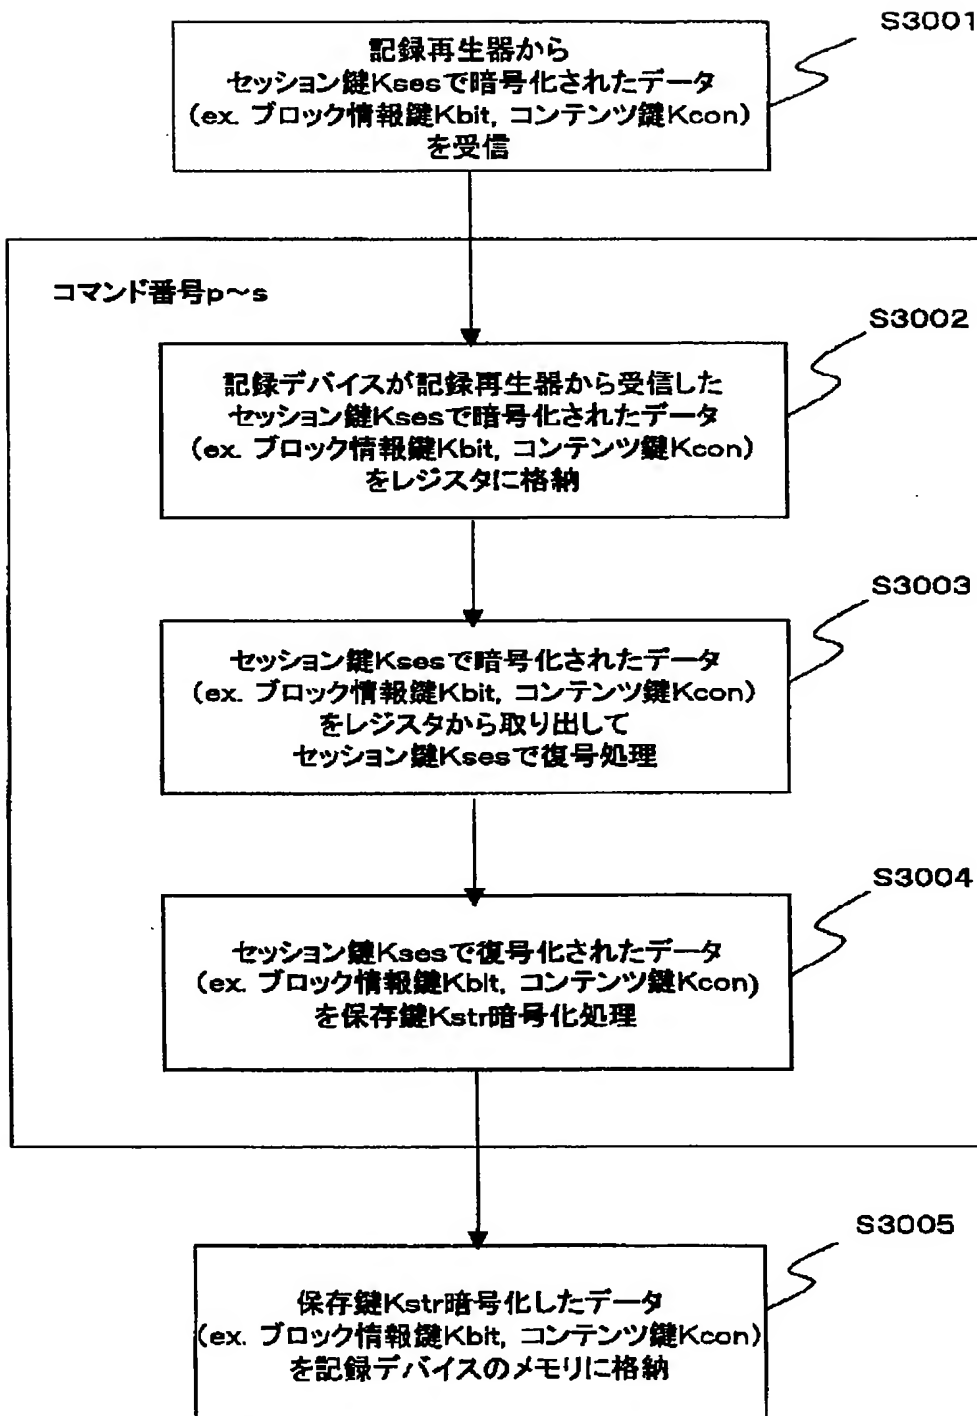 S3001
記録再生器から
セッション鍵Ksesで暗号化されたデータ
(ex. ブロック情報鍵Kbit, コンテンツ鍵Kcon)
を受信
コマンド番号p～s
S3002
記録デバイスが記録再生器から受信した
セッション鍵Ksesで暗号化されたデータ
(ex. ブロック情報鍵Kbit, コンテンツ鍵Kcon)
をレジスタに格納
S3003
セッション鍵Ksesで暗号化されたデータ
(ex. ブロック情報鍵Kbit, コンテンツ鍵Kcon)
をレジスタから取り出して
セッション鍵Ksesで復号処理
S3004
セッション鍵Ksesで復号化されたデータ
(ex. ブロック情報鍵Kbit, コンテンツ鍵Kcon)
を保存鍵Kstr暗号化処理
S3005
保存鍵Kstr暗号化したデータ
(ex. ブロック情報鍵Kbit, コンテンツ鍵Kcon)
を記録デバイスのメモリに格納